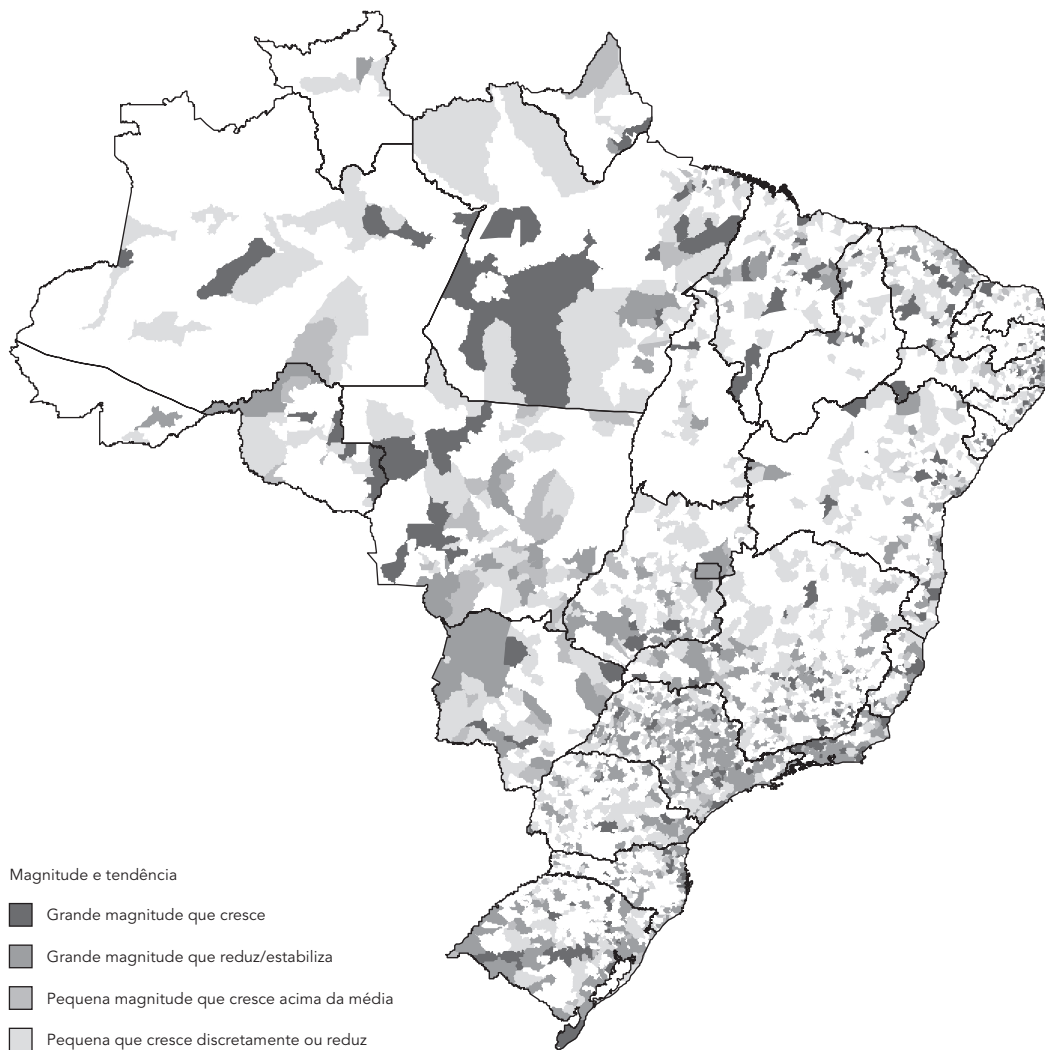 Magnitude e tendência
Grande magnitude que cresce
Grande magnitude que reduz/estabiliza
Pequena magnitude que cresce acima da média
Pequena que cresce discretamente ou reduz